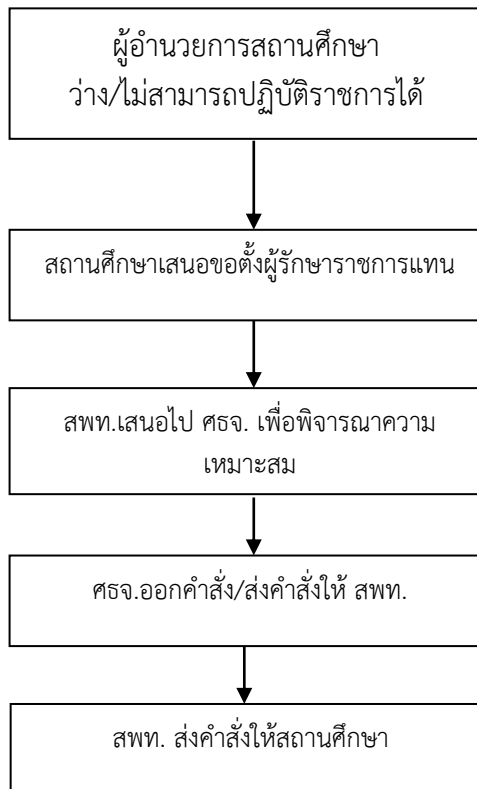 ผู้อำนวยการสถานศึกษา
ว่าง/ไม่สามารถปฏิบัติราชการได้
สถานศึกษาเสนอขอตั้งผู้รักษาราชการแทน
สพท.เสนอไป ศธจ. เพื่อพิจารณาความ
เหมาะสม
ศธจ.ออกคำสั่ง/ส่งคำสั่งให้ สพท.
สพท. ส่งคำสั่งให้สถานศึกษา